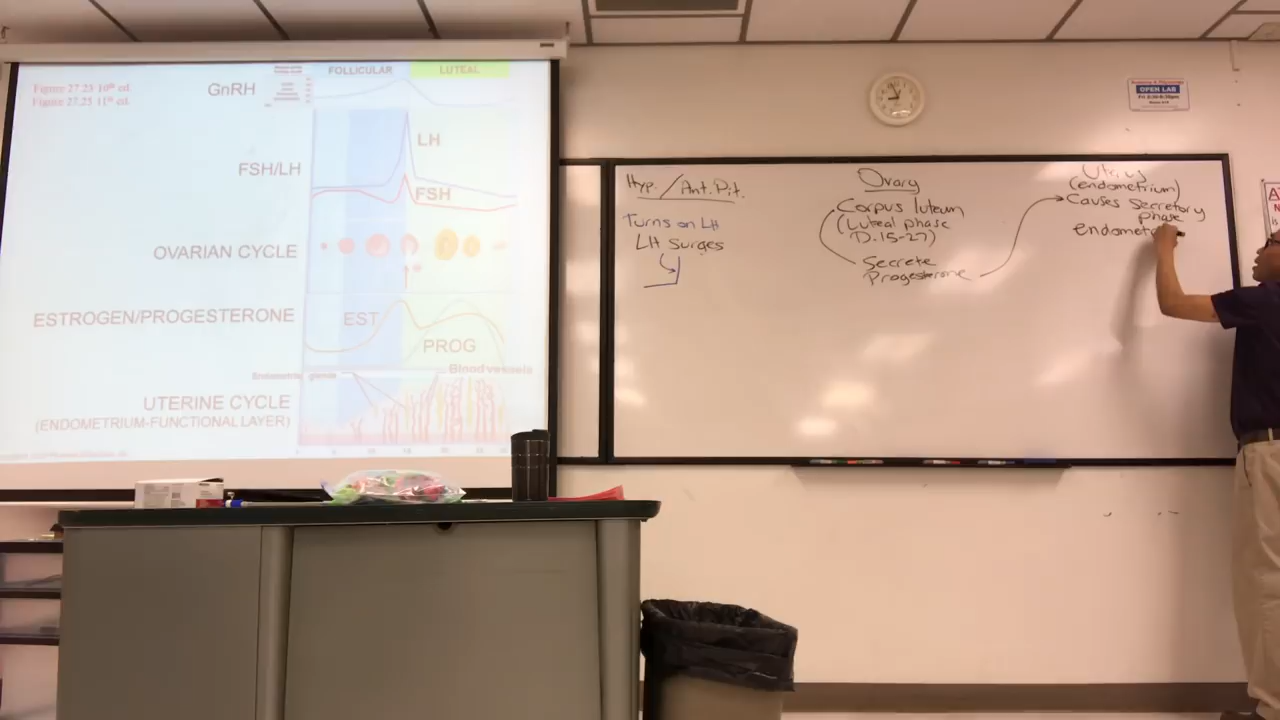 Figure 27.25 10th ed.
Figure 27.25 11th ed.
GnRH
FOLLICULAR
LUTEAL
LH
FSH/LH
FSH
OVARIAN CYCLE
ESTROGEN/PROGESTERONE
EST
PROG
Blood vessels
UTERINE CYCLE
(ENDOMETRIUM-FUNCTIONAL LAYER)
Hyp./Ant.Pit.
Turns on LH
LH Surges
Ovary
Corpus luteum
(Luteal phase
D.15-27)
Secrete
Progesterone
(endometrium)
Causes Secretory
phase
OPEN LAB